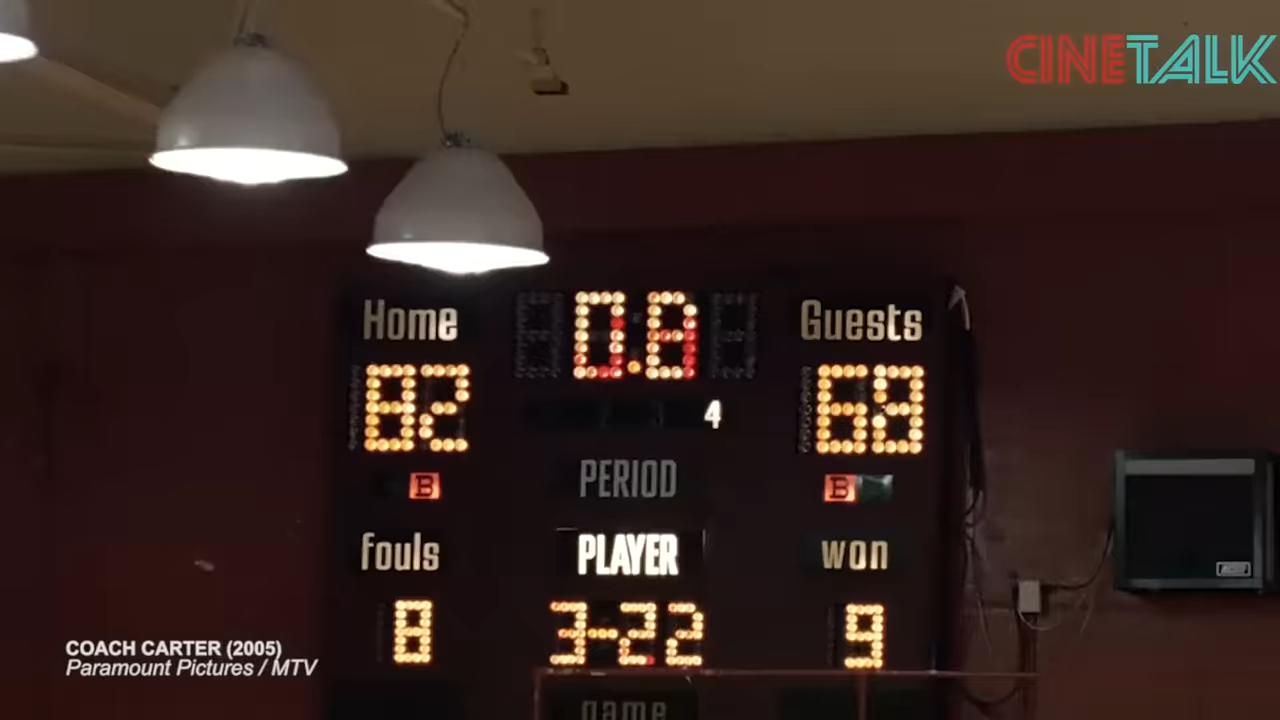 CINETALK
Home
0.8
Guests
82
68
4
B
PERIOD
B
fouls
PLAYER
won
8
3-22
9
COACH CARTER (2005)
Paramount Pictures / MTV
game